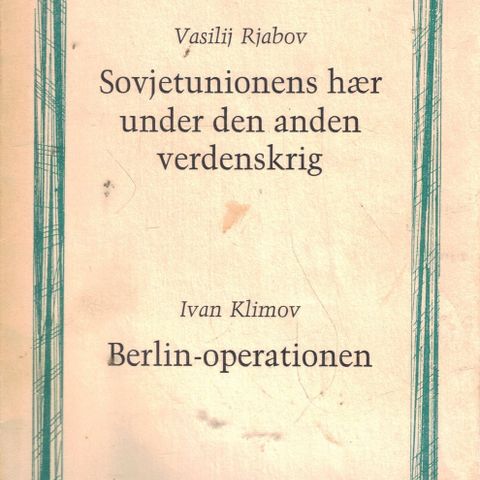 Vasilij Rjabov
Sovjetunionens hær
under den anden
verdenskrig
Ivan Klimov
Berlin-operationen